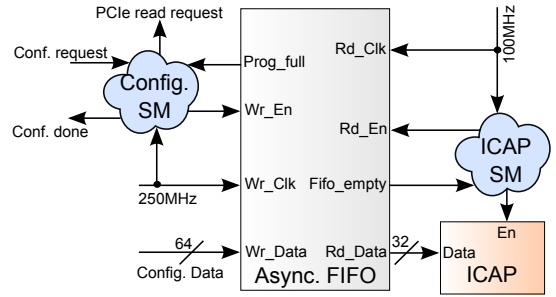 PCIe read request
Conf. request
Config.
SM
Conf. done
250MHz
64
Config. Data
Prog_full
Wr_En
Wr_Clk
Wr_Data
Rd_Clk
Rd_En
Fifo_empty
Rd_Data
Async. FIFO
100MHz
ICAP
SM
32
En
Data
ICAP